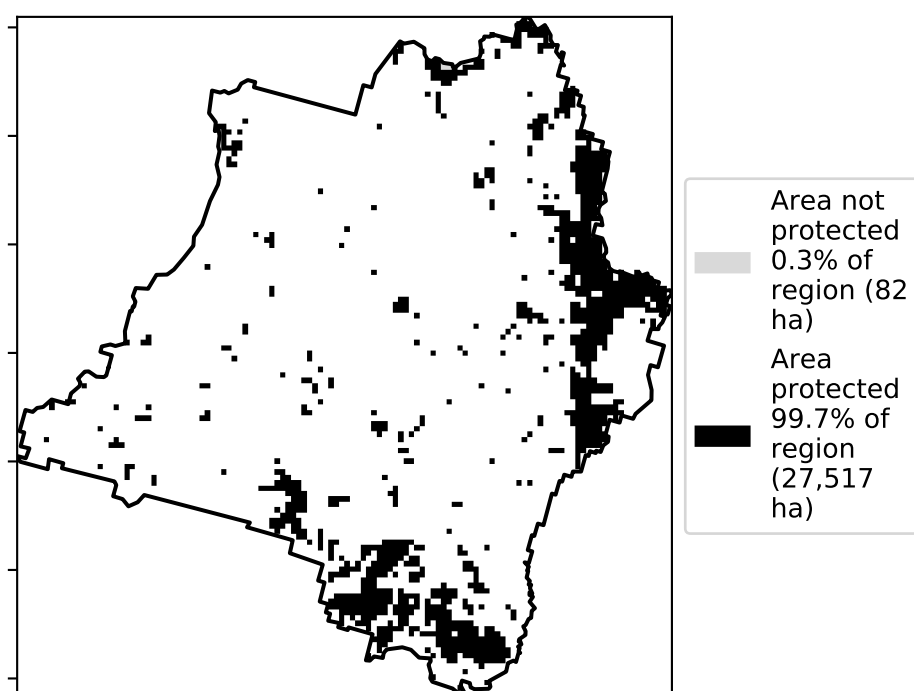 Area not
protected
0.3% of
region (82
ha)
Area
protected
99.7% of
region
(27,517
ha)